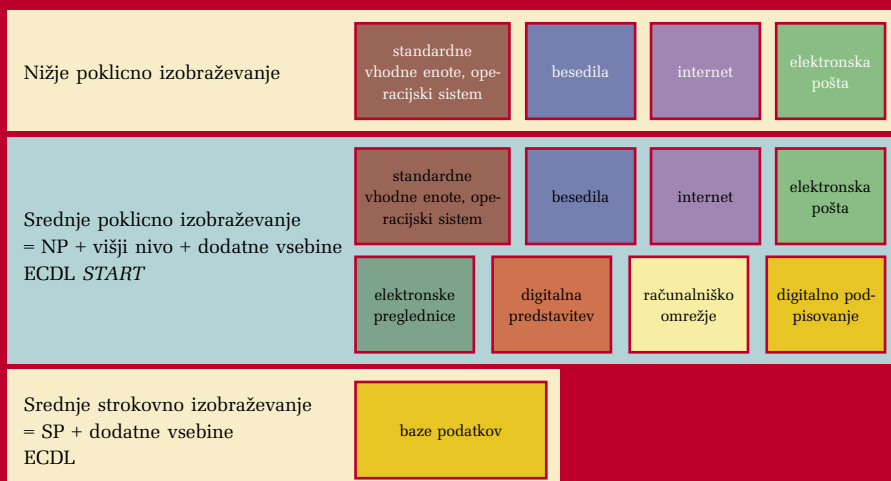 Nižje poklicno izobraževanje
standardne
vhodne enote, ope-
racijski sistem
besedila
internet
elektronska
pošta
Srednje poklicno izobraževanje
= NP + višji nivo + dodatne vsebine
ECDL START
standardne
vhodne enote, ope-
racijski sistem
besedila
internet
elektronska
pošta
elektronske
preglednice
digitalna
predstavitev
računalniško
omrežje
digitalno pod-
pisovanje
Srednje strokovno izobraževanje
= SP + dodatne vsebine
ECDL
baze podatkov